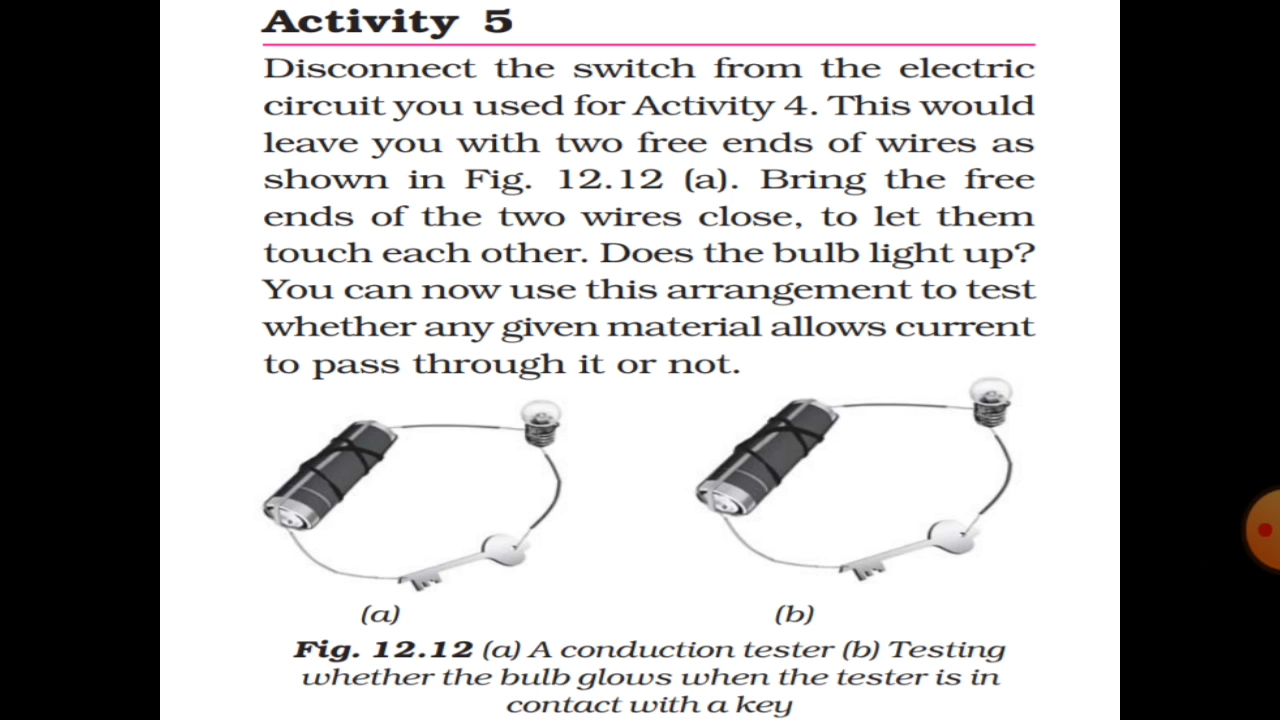 Activity 5
Disconnect the switch from the electric
circuit you used for Activity 4. This would
leave you with two free ends of wires as
shown in Fig. 12.12 (a). Bring the free
ends of the two wires close, to let them
touch each other. Does the bulb light up?
You can now use this arrangement to test
whether any given material allows current
to pass through it or not.
(a)
(b)
Fig. 12.12 (a) A conduction tester (b) Testing
whether the bulb glows when the tester is in
contact with a key